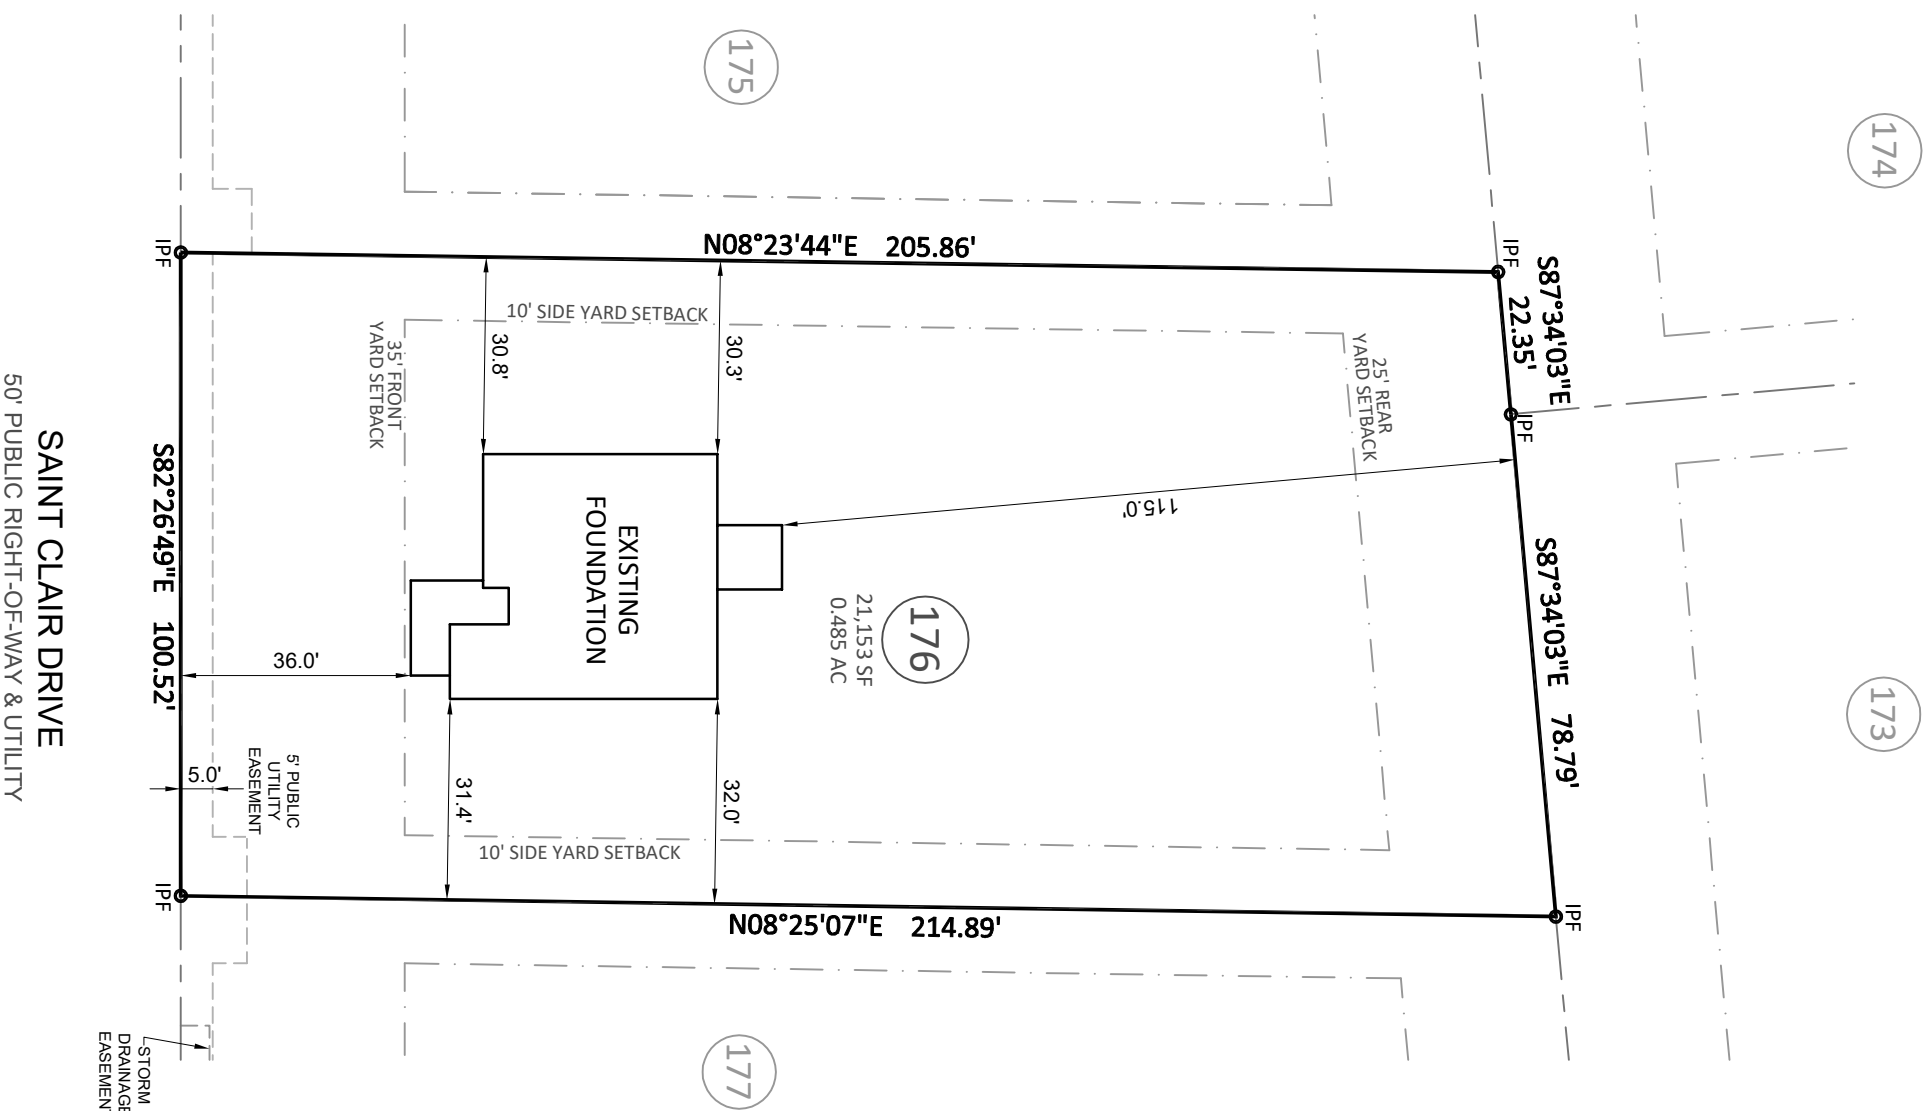 174
173
175
176
21,153 SF
0.485 AC
177
S87°34'03"E
22.35'
S87°34'03"E 78.79'
IPF
IPF
IPF
IPF
IPF
N08°23'44"E 205.86'
N08°25'07"E 214.89'
25' REAR
YARD SETBACK
115.0'
30.3'
30.8'
32.0'
31.4'
10' SIDE YARD SETBACK
10' SIDE YARD SETBACK
EXISTING
FOUNDATION
35' FRONT
YARD SETBACK
36.0'
5' PUBLIC
UTILITY
EASEMENT
5.0'
S82°26'49"E 100.52'
STORM
DRAINAGE
EASEMENT
SAINT CLAIR DRIVE
50' PUBLIC RIGHT-OF-WAY & UTILITY